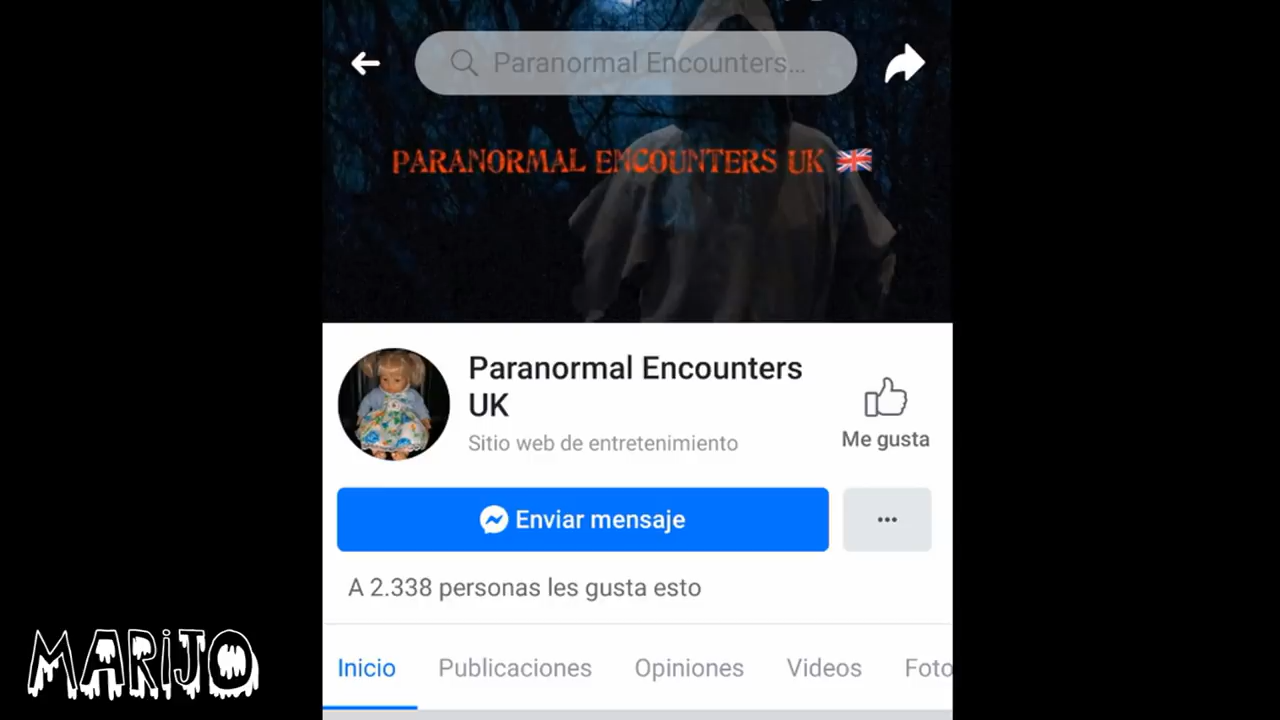 Paranormal Encounters...
PARANORMAL ENCOUNTERS UK
Paranormal Encounters
UK
Sitio web de entretenimiento
Me gusta
Enviar mensaje
A 2.338 personas les gusta esto
Inicio Publicaciones Opiniones Videos Foto
MARiJO